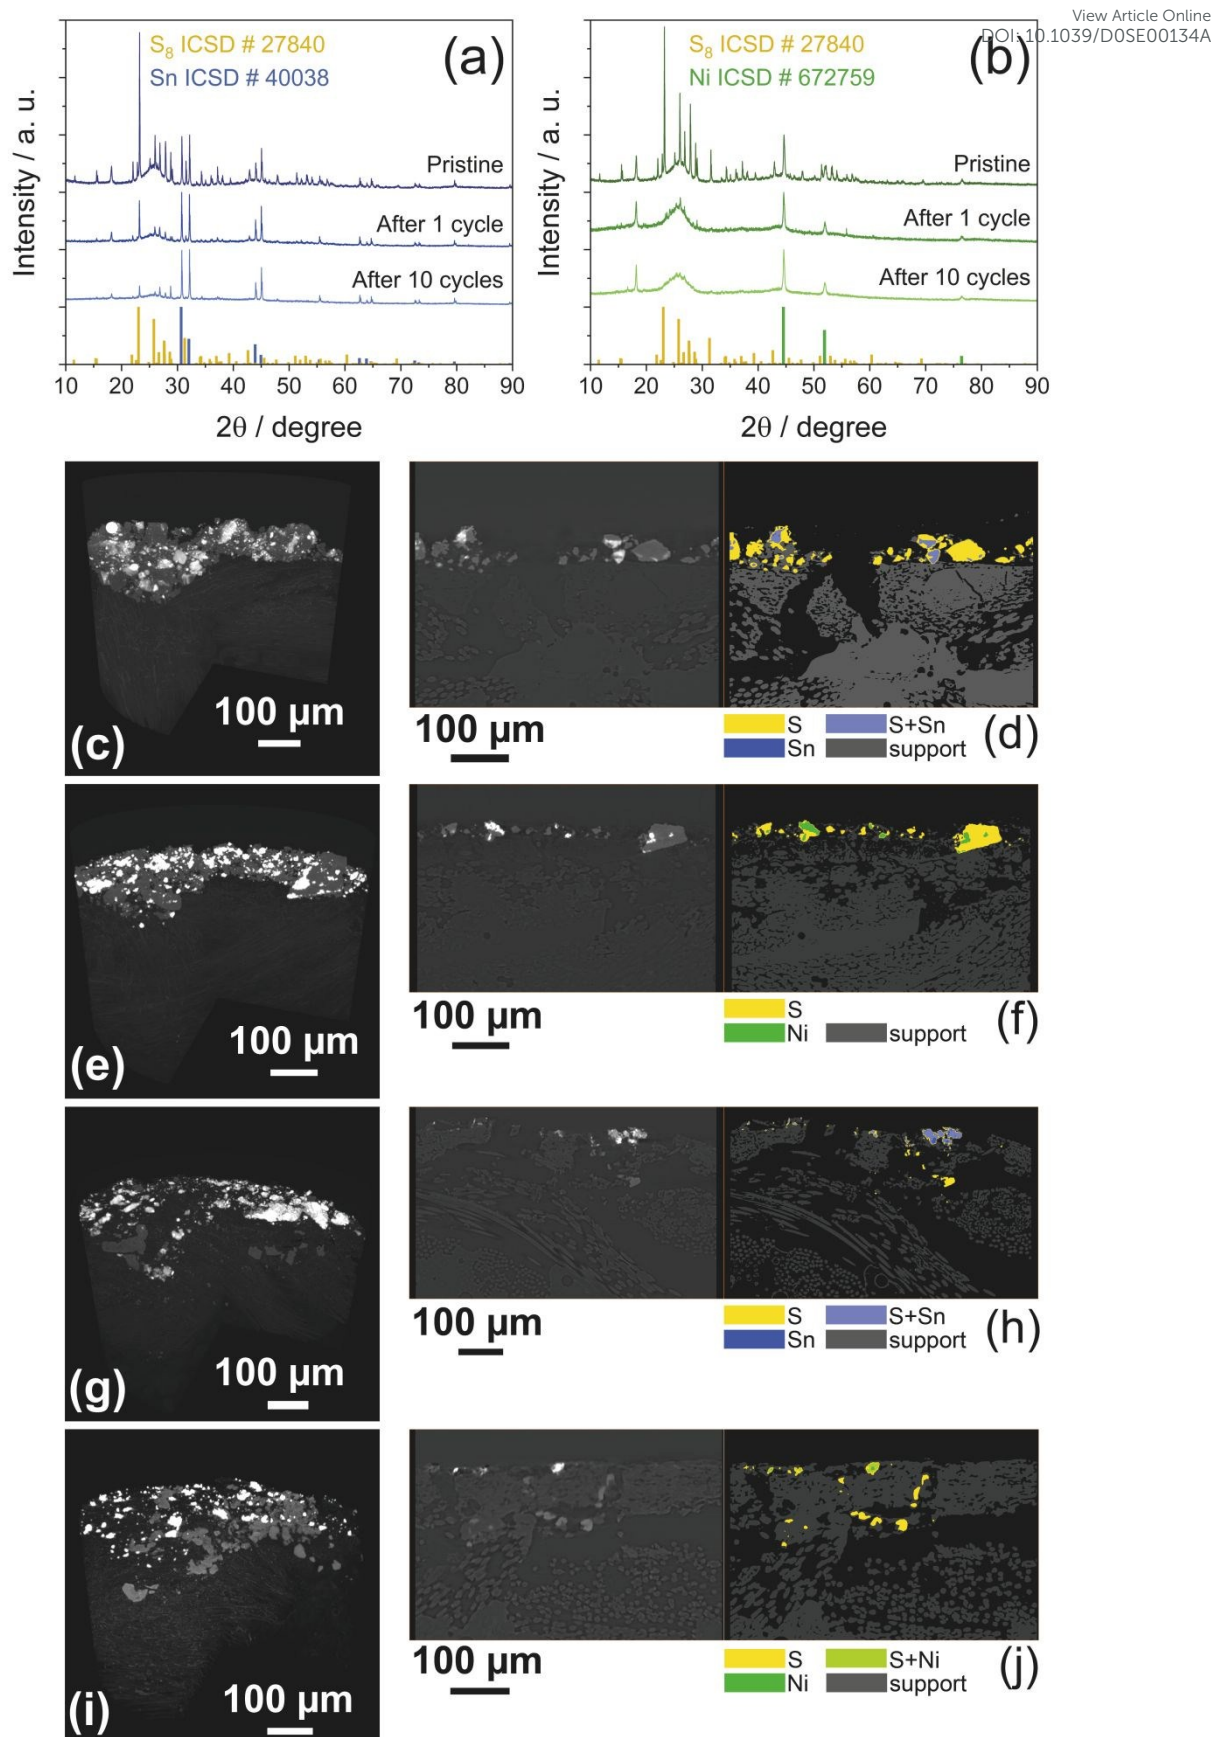 View Article Online
DOI: 10.1039/D0SE00134A
S8 ICSD # 27840
Sn ICSD # 40038
(a)
Pristine
After 1 cycle
After 10 cycles
Intensity / a. u.
10 20 30 40 50 60 70 80 90
2θ / degree
S8 ICSD # 27840
Ni ICSD # 672759
(b)
Pristine
After 1 cycle
After 10 cycles
Intensity / a. u.
10 20 30 40 50 60 70 80 90
2θ / degree
100 µm
(c)
100 µm
S S+Sn
Sn support
(d)
100 µm
(e)
100 µm
S
Ni support
(f)
100 µm
(g)
100 µm
S S+Sn
Sn support
(h)
100 µm
(i)
100 µm
S S+Ni
Ni support
(j)